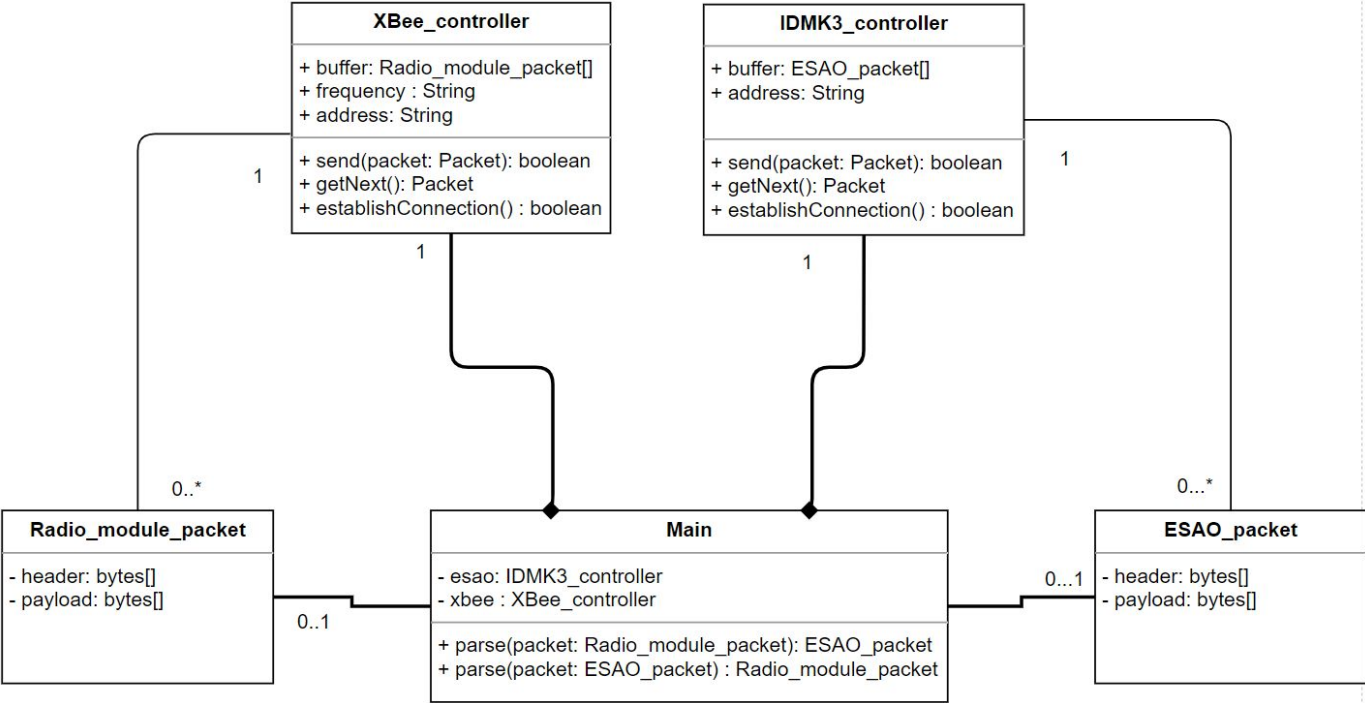 XBee_controller
+ buffer: Radio_module_packet[]
+ frequency : String
+ address: String
+ send(packet: Packet): boolean
+ getNext(): Packet
+ establishConnection() : boolean
IDMK3_controller
+ buffer: ESAO_packet[]
+ address: String
+ send(packet: Packet): boolean
+ getNext(): Packet
+ establishConnection() : boolean
1
1
1
1
0..*
0...*
Radio_module_packet
- header: bytes[]
- payload: bytes[]
0..1
Main
- esao: IDMK3_controller
- xbee : XBee_controller
+ parse(packet: Radio_module_packet): ESAO_packet
+ parse(packet: ESAO_packet) : Radio_module_packet
0...1
ESAO_packet
- header: bytes[]
- payload: bytes[]